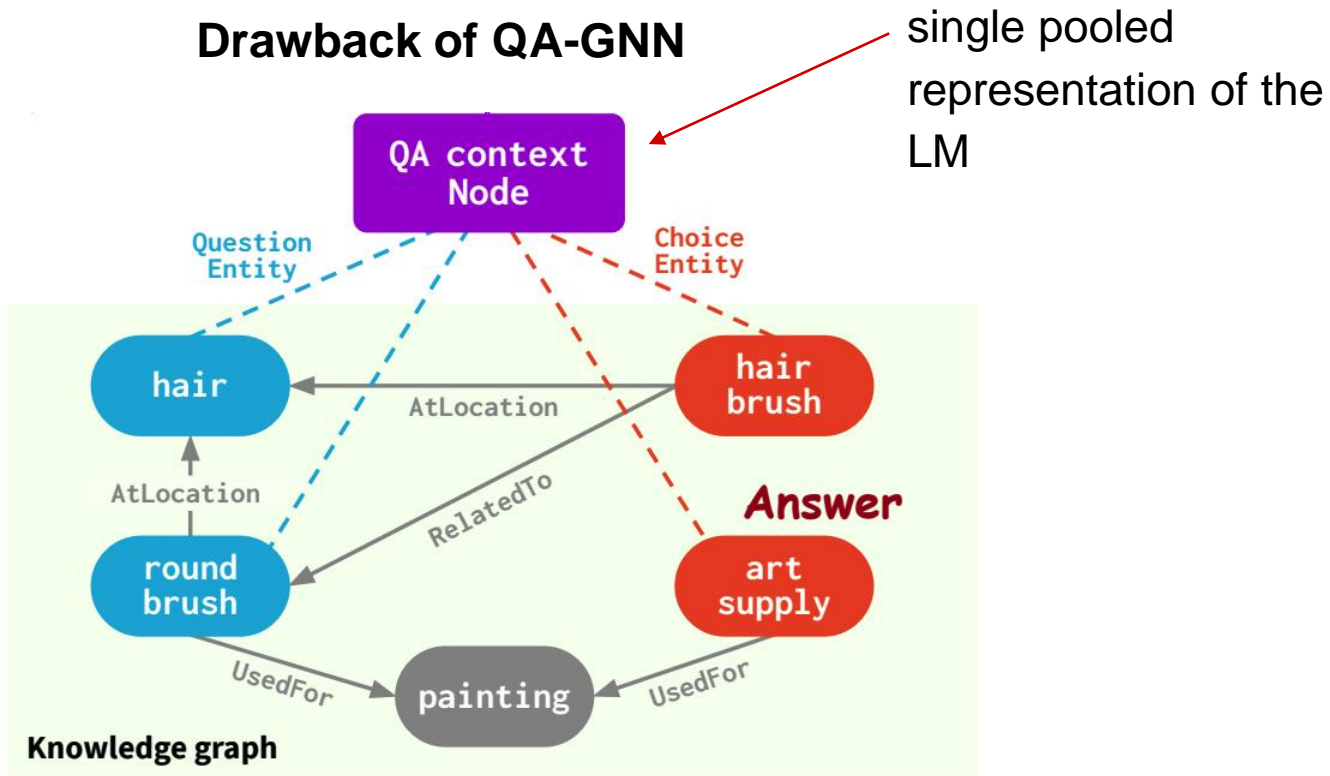 Drawback of QA-GNN
single pooled
representation of the
LM
QA context
Node
Question
Entity
Choice
Entity
hair
AtLocation
hair
brush
AtLocation
RelatedTo
Answer
round
brush
art
supply
UsedFor
painting
UsedFor
Knowledge graph